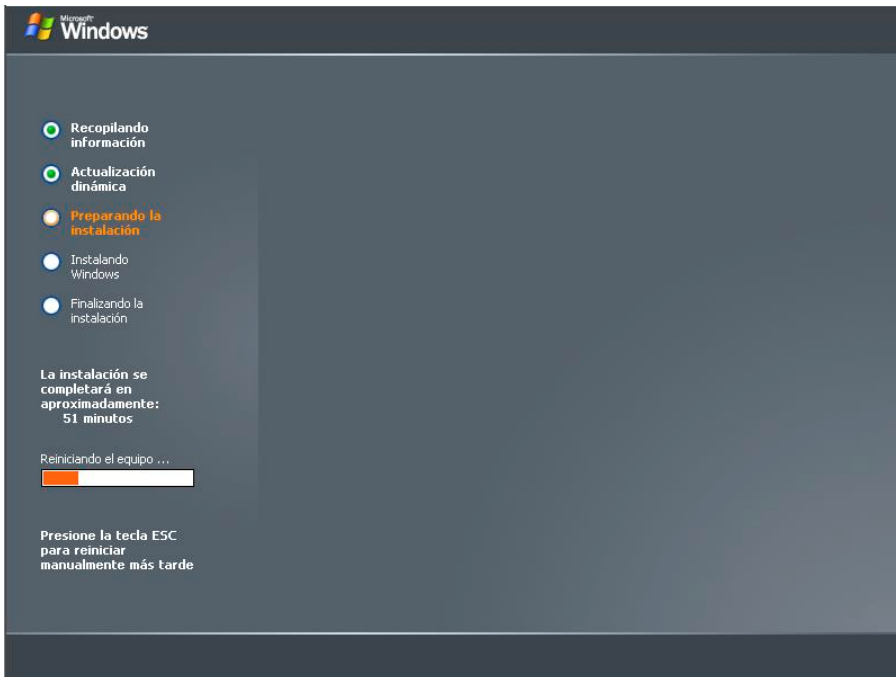 Microsoft
Windows
Recopilando
información
Actualización
dinámica
Preparando la
instalación
Instalando
Windows
Finalizando la
instalación
La instalación se
completará en
aproximadamente:
51 minutos
Reiniciando el equipo ...
Presione la tecla ESC
para reiniciar
manualmente más tarde